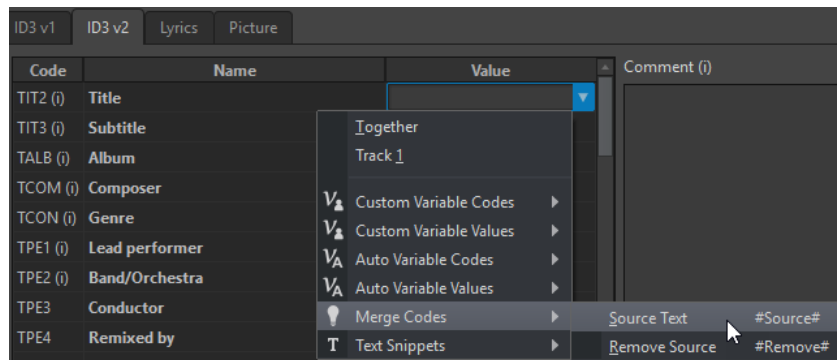 ID3 v1 ID3 v2 Lyrics Picture
Code Name Value Comment (i)
TIT2 (i) Title
TIT3 (i) Subtitle
Together
TALB (i) Album
Track 1
TCOM (i) Composer
Custom Variable Codes
TCON (i) Genre
Custom Variable Values
TPE1 (i) Lead performer
Auto Variable Codes
TPE2 (i) Band/Orchestra
Auto Variable Values
TPE3 Conductor
Merge Codes Source Text #Source#
TPE4 Remixed by
T Text Snippets Remove Source #Remove#